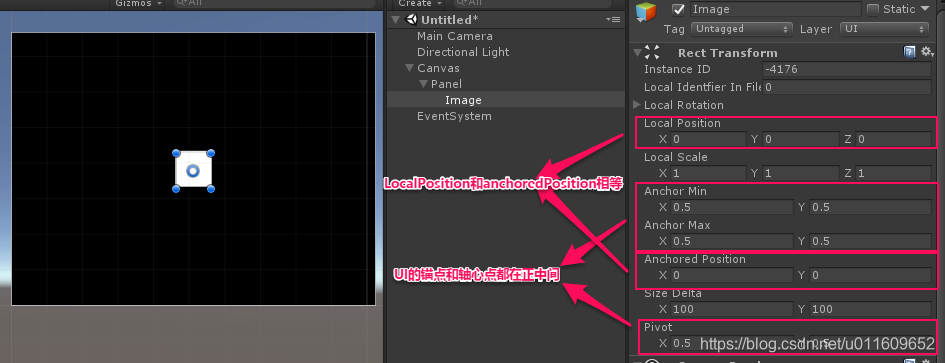 Gizmos
All
Create
All
Untitled*
Main Camera
Directional Light
Canvas
Panel
Image
EventSystem
LocalPosition和anchoredPosition相等
UI的锚点和轴心点都在正中间
Image
Static
Tag Untagged Layer UI
Rect Transform
Instance ID -4176
Local Identfier In File 0
Local Rotation
Local Position
X 0 Y 0 Z 0
Local Scale
X 1 Y 1 Z 1
Anchor Min
X 0.5 Y 0.5
Anchor Max
X 0.5 Y 0.5
Anchored Position
X 0 Y 0
Size Delta
X 100 Y 100
Pivot
X 0.5 Y 0.5
https://blog.csdn.net/u011609652